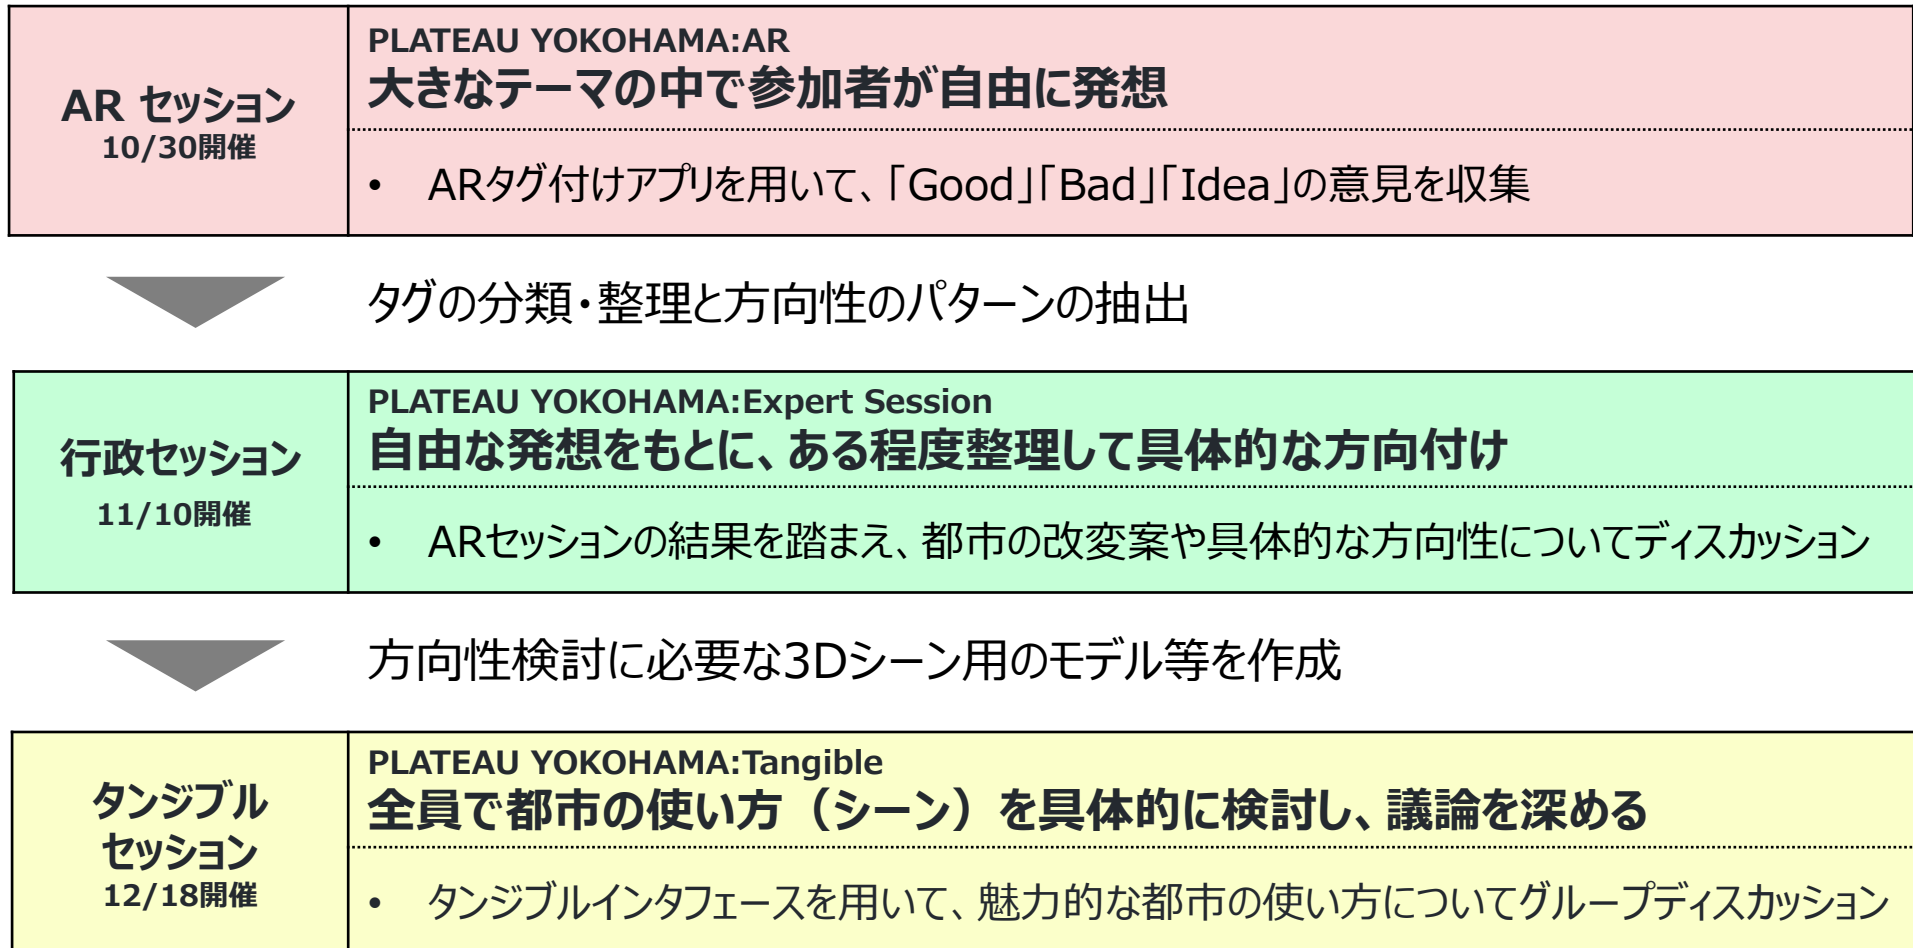 AR セッション
10/30開催
PLATEAU YOKOHAMA:AR
大きなテーマの中で参加者が自由に発想
• ARタグ付けアプリを用いて、「Good」「Bad」「Idea」の意見を収集
タグの分類・整理と方向性のパターンの抽出
行政セッション
11/10開催
PLATEAU YOKOHAMA:Expert Session
自由な発想をもとに、ある程度整理して具体的な方向付け
• ARセッションの結果を踏まえ、都市の改変案や具体的な方向性についてディスカッション
方向性検討に必要な3Dシーン用のモデル等を作成
タンジブル
セッション
12/18開催
PLATEAU YOKOHAMA:Tangible
全員で都市の使い方（シーン）を具体的に検討し、議論を深める
• タンジブルインタフェースを用いて、魅力的な都市の使い方についてグループディスカッション